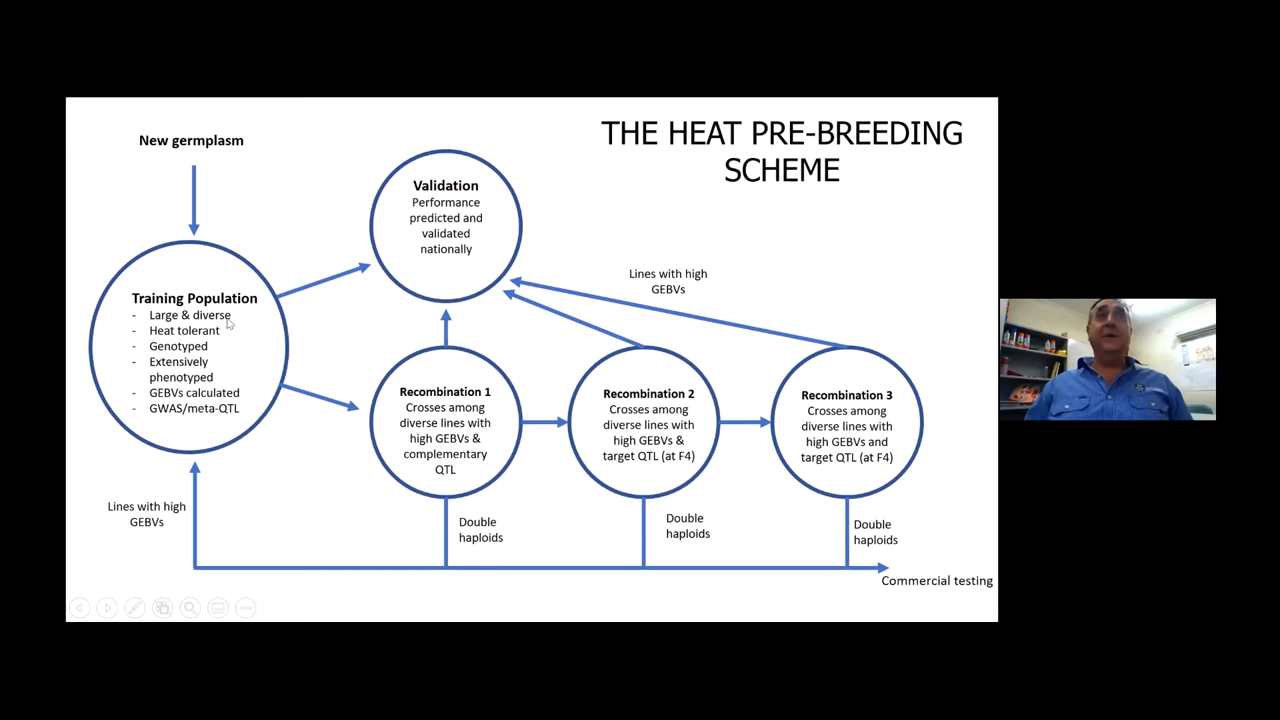 THE HEAT PRE-BREEDING
SCHEME
New germplasm
Validation
Performance
predicted and
validated
nationally
Lines with high
GEBVs
Training Population
- Large & diverse
- Heat tolerant
- Genotyped
- Extensively
phenotyped
- GEBVs calculated
- GWAS/meta-QTL
Recombination 1
Crosses among
diverse lines with
high GEBVs &
complementary
QTL
Recombination 2
Crosses among
diverse lines with
high GEBVs &
target QTL (at F4)
Recombination 3
Crosses among
diverse lines with
high GEBVs and
target QTL (at F4)
Lines with high
GEBVs
Double
haploids
Double
haploids
Double
haploids
Commercial testing